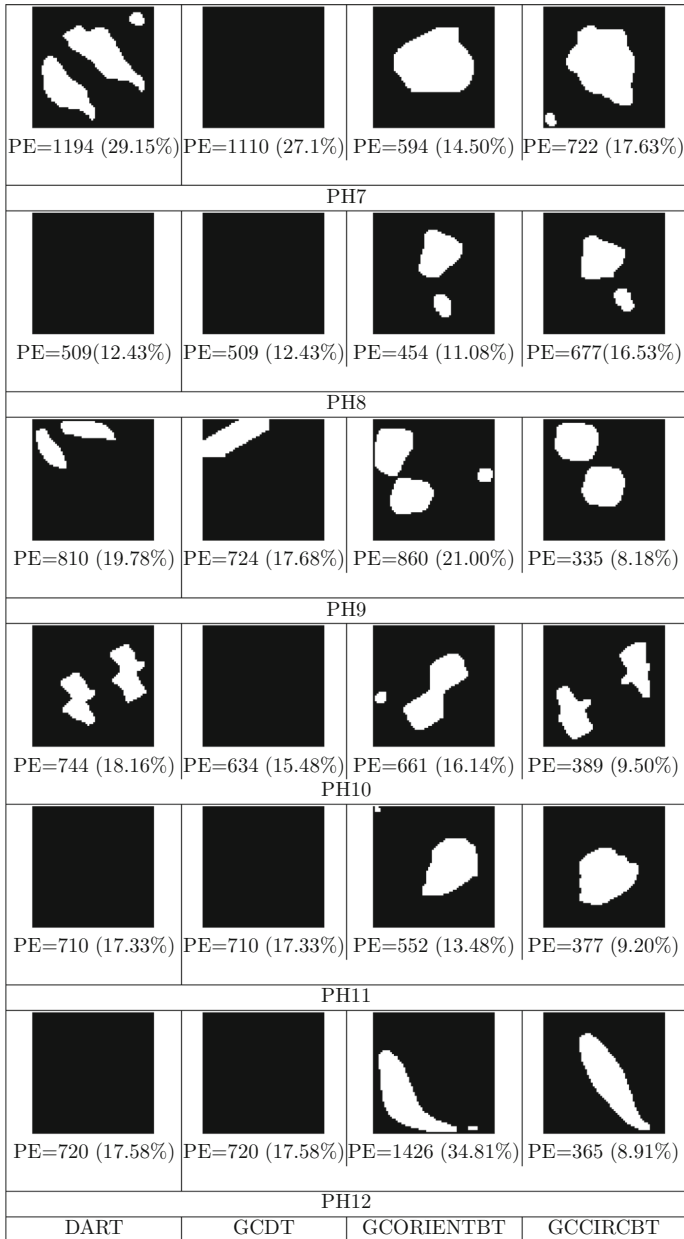 PE=1194 (29.15%) PE=1110 (27.1%) PE=594 (14.50%) PE=722 (17.63%)
PH7
PE=509(12.43%) PE=509 (12.43%) PE=454 (11.08%) PE=677(16.53%)
PH8
PE=810 (19.78%) PE=724 (17.68%) PE=860 (21.00%) PE=335 (8.18%)
PH9
PE=744 (18.16%) PE=634 (15.48%) PE=661 (16.14%) PE=389 (9.50%)
PH10
PE=710 (17.33%) PE=710 (17.33%) PE=552 (13.48%) PE=377 (9.20%)
PH11
PE=720 (17.58%) PE=720 (17.58%) PE=1426 (34.81%) PE=365 (8.91%)
PH12
DART GCDT GCORIENTBT GCCIRCBT